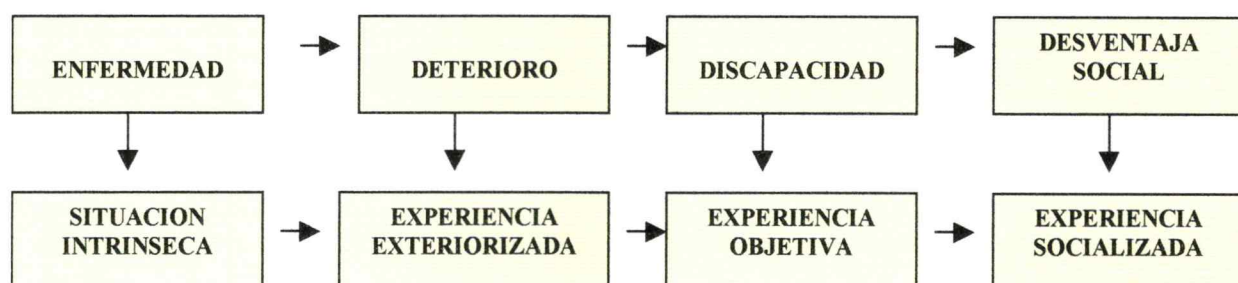 ENFERMEDAD
DETERIORO
DISCAPACIDAD
DESVENTAJA
SOCIAL
SITUACION
INTRINSECA
EXPERIENCIA
EXTERIORIZADA
EXPERIENCIA
OBJETIVA
EXPERIENCIA
SOCIALIZADA